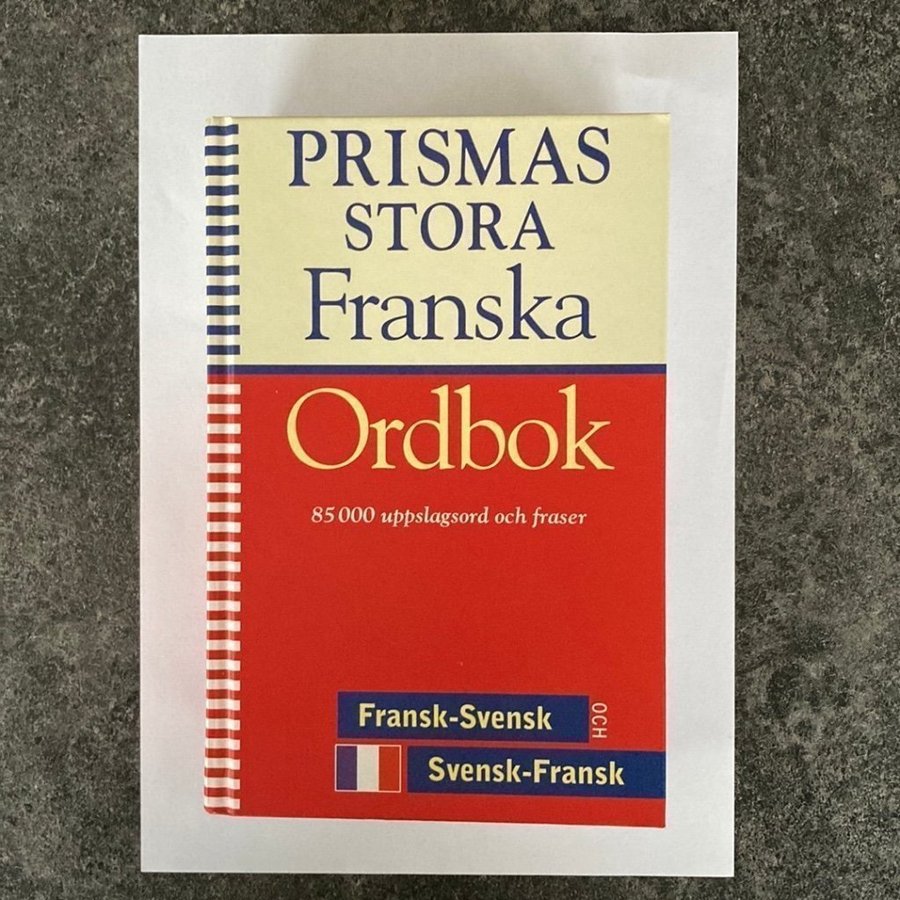 PRISMAS
STORA
Franska
Ordbok
85 000 uppslagsord och fraser
Fransk-Svensk
OCH
Svensk-Fransk